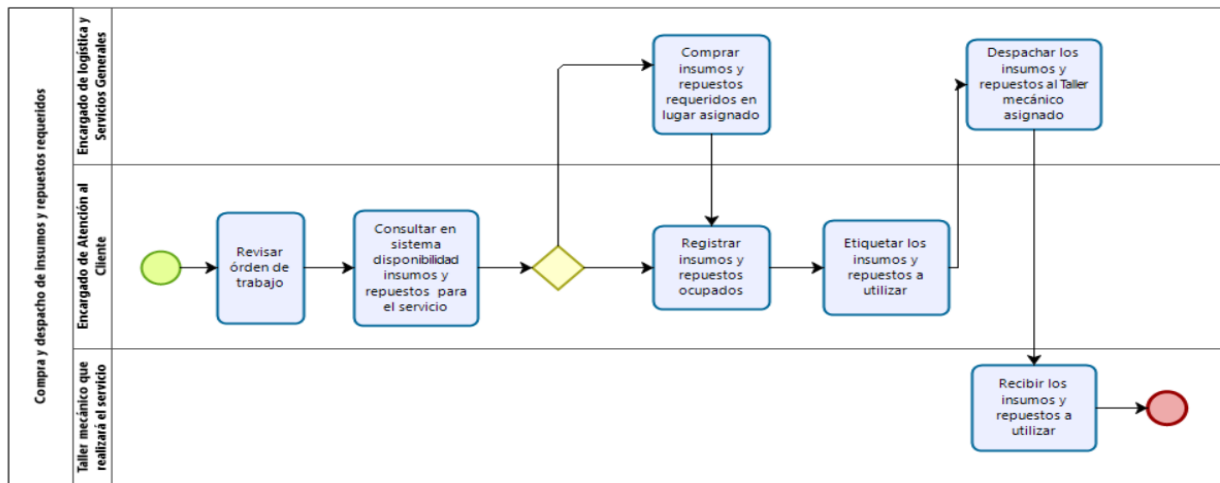 Compra y despacho de insumos y repuestos requeridos
Encargado de logística y
Servicios Generales
Comprar
insumos y
repuestos
requeridos en
lugar asignado
Despachar los
insumos y
repuestos al Taller
mecánico
asignado
Encargado de Atención al
Cliente
Revisar
órden de
trabajo
Consultar en
sistema
disponibilidad
insumos y
repuestos para
el servicio
Registrar
insumos y
repuestos
ocupados
Etiquetar los
insumos y
repuestos a
utilizar
Taller mecánico que
realizará el servicio
Recibir los
insumos y
repuestos a
utilizar